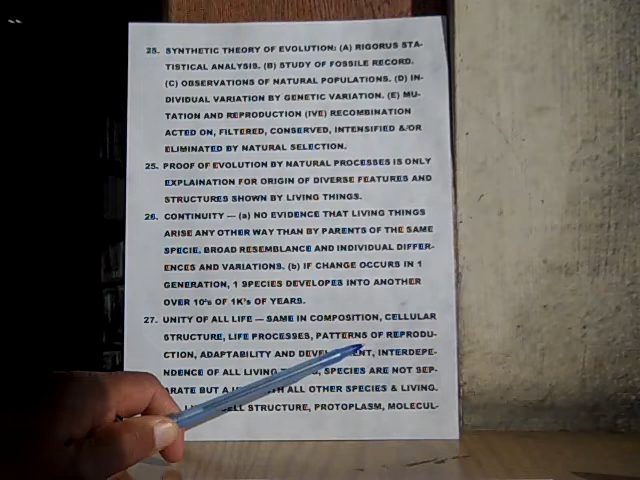 25. SYNTHETIC THEORY OF EVOLUTION: (A) RIGORUS STA-
TISTICAL ANALYSIS. (B) STUDY OF FOSSILE RECORD.
(C) OBSERVATIONS OF NATURAL POPULATIONS. (D) IN-
DIVIDUAL VARIATION BY GENETIC VARIATION. (E) MU-
TATION AND REPRODUCTION (IVE) RECOMBINATION
ACTED ON, FILTERED, CONSERVED, INTENSIFIED &/OR
ELIMINATED BY NATURAL SELECTION.
25. PROOF OF EVOLUTION BY NATURAL PROCESSES IS ONLY
EXPLAINATION FOR ORIGIN OF DIVERSE FEATURES AND
STRUCTURES SHOWN BY LIVING THINGS.
26. CONTINUITY — (a) NO EVIDENCE THAT LIVING THINGS
ARISE ANY OTHER WAY THAN BY PARENTS OF THE SAME
SPECIE. BROAD RESEMBLANCE AND INDIVIDUAL DIFFER-
ENCES AND VARIATIONS. (b) IF CHANGE OCCURS IN 1
GENERATION, 1 SPECIES DEVELOPES INTO ANOTHER
OVER 10's OF 1K's OF YEARS.
27. UNITY OF ALL LIFE — SAME IN COMPOSITION, CELLULAR
STRUCTURE, LIFE PROCESSES, PATTERNS OF REPRODU-
CTION, ADAPTABILITY AND DEVEL ENT, INTERDEPE-
NDENCE OF ALL LIVING , SPECIES ARE NOT SEP-
ARATE BUT A ALL OTHER SPECIES & LIVING.
STRUCTURE, PROTOPLASM, MOLECUL-